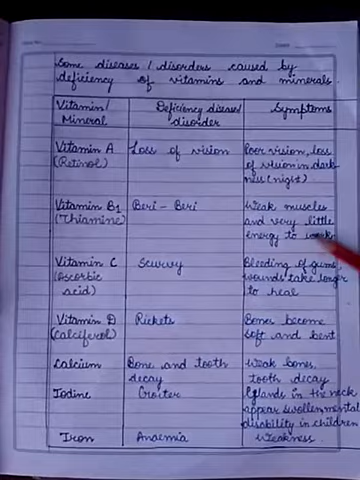 Some diseases / disorders caused by
deficiency of vitamins and minerals.
Vitamin/ Deficiency disease/ Symptoms
Mineral disorder
Vitamin A Loss of vision Poor vision, loss
(Retinol) of vision in dark
ness (night)
Vitamin B1 Beri - Beri Weak muscles
(Thiamine) and very little
energy to work
Vitamin C Scurvy Bleeding of gums,
(Ascorbic wounds take longer
acid) to heal
Vitamin D Rickets Bones become
(Calciferol) soft and bent
Calcium Bone and tooth Weak bones,
decay tooth decay
Iodine Goiter Glands in the neck
appear swollen mental
disability in children
Iron Anaemia Weakness